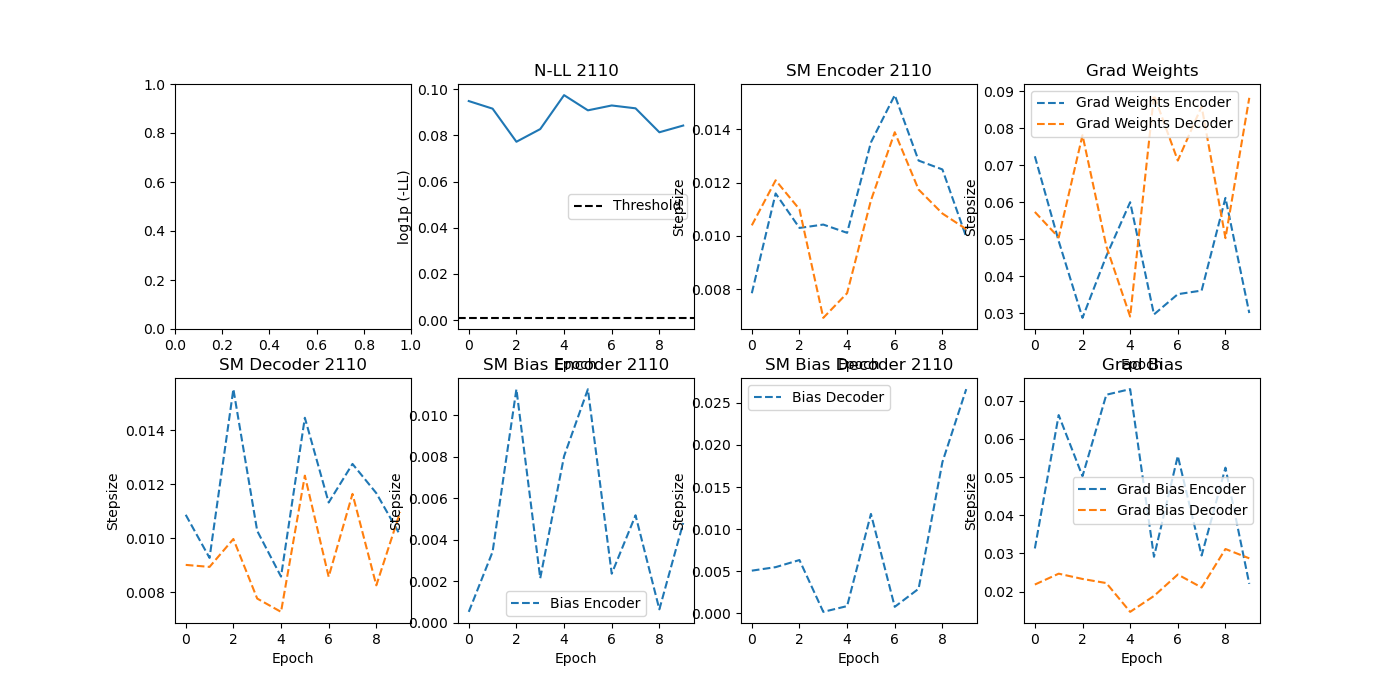 N-LL 2110
SM Encoder 2110
Grad Weights
1.0
0.8
0.6
0.4
0.2
0.0
0.0 0.2 0.4 0.6 0.8 1.0
log1p (-LL)
0.10
0.08
0.06
0.04
0.02
0.00
Threshold
0 2 4 6 8
Epoch
Stepsize
0.014
0.012
0.010
0.008
0 2 4 6 8
Epoch
Stepsize
0.09
0.08
0.07
0.06
0.05
0.04
0.03
Grad Weights Encoder
Grad Weights Decoder
0 2 4 6 8
Epoch
SM Decoder 2110
SM Bias Encoder 2110
SM Bias Decoder 2110
Grad Bias
Stepsize
0.014
0.012
0.010
0.008
0 2 4 6 8
Epoch
Stepsize
0.010
0.008
0.006
0.004
0.002
0.000
Bias Encoder
0 2 4 6 8
Epoch
Stepsize
0.025
0.020
0.015
0.010
0.005
0.000
Bias Decoder
0 2 4 6 8
Epoch
Stepsize
0.07
0.06
0.05
0.04
0.03
0.02
Grad Bias Encoder
Grad Bias Decoder
0 2 4 6 8
Epoch